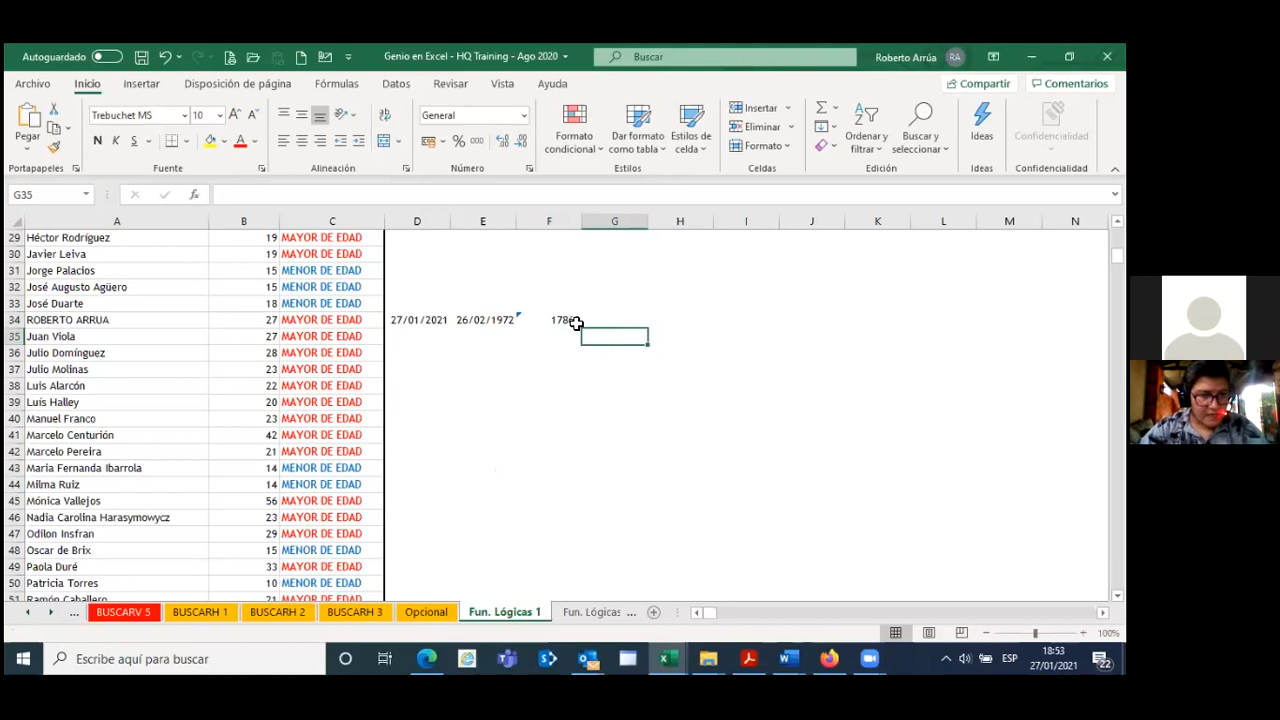 Autoguardado
Genio en Excel - HQ Training - Ago 2020
Buscar
Roberto Arrúa
RA
Archivo Inicio Insertar Disposición de página Fórmulas Datos Revisar Vista Ayuda
Compartir Comentarios
Pegar
Trebuchet MS 10
N K S
General
% 000
Formato condicional
Dar formato como tabla
Estilos de celda
Insertar
Eliminar
Formato
Ordenar y filtrar
Buscar y seleccionar
Ideas
Confidencialidad
Portapapeles Fuente Alineación Número Estilos Celdas Edición Ideas Confidencialidad
G35 fx
A B C D E F G H I J K L M N
29 Héctor Rodríguez 19 MAYOR DE EDAD
30 Javier Leiva 19 MAYOR DE EDAD
31 Jorge Palacios 15 MENOR DE EDAD
32 José Augusto Agüero 15 MENOR DE EDAD
33 José Duarte 18 MENOR DE EDAD
34 ROBERTO ARRUA 27 MAYOR DE EDAD 27/01/2021 26/02/1972
35 Juan Viola 27 MAYOR DE EDAD
36 Julio Domínguez 28 MAYOR DE EDAD
37 Julio Molinas 23 MAYOR DE EDAD
38 Luis Alarcón 22 MAYOR DE EDAD
39 Luís Halley 20 MAYOR DE EDAD
40 Manuel Franco 23 MAYOR DE EDAD
41 Marcelo Centurión 42 MAYOR DE EDAD
42 Marcelo Pereira 21 MAYOR DE EDAD
43 Maria Fernanda Ibarrola 14 MENOR DE EDAD
44 Milma Ruiz 14 MENOR DE EDAD
45 Mónica Vallejos 56 MAYOR DE EDAD
46 Nadia Carolina Harasymowycz 23 MAYOR DE EDAD
47 Odilon Insfran 29 MAYOR DE EDAD
48 Oscar de Brix 15 MENOR DE EDAD
49 Paola Duré 33 MAYOR DE EDAD
50 Patricia Torres 10 MENOR DE EDAD
51 Ramón Caballero 21 MAYOR DE EDAD
... BUSCARV 5 BUSCARH 1 BUSCARH 2 BUSCARH 3 Opcional Fun. Lógicas 1 Fun. Lógicas ...
100%
Escribe aquí para buscar
ESP
18:53
27/01/2021
22